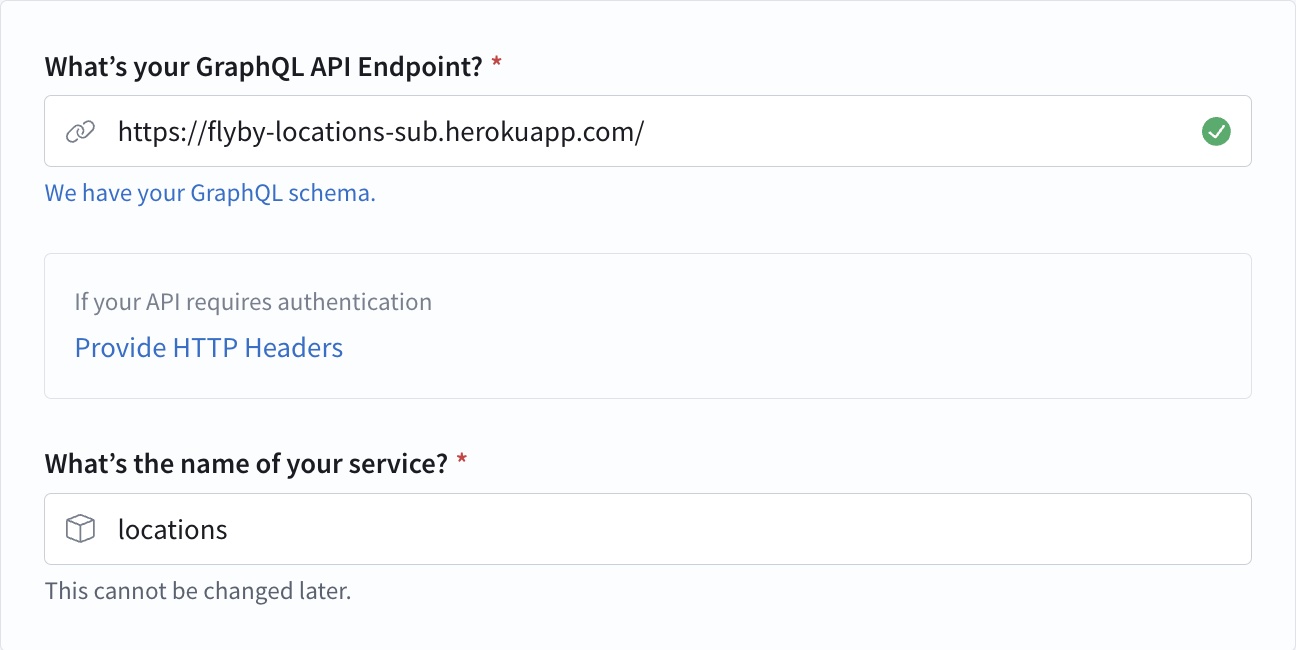 What’s your GraphQL API Endpoint? *
https://flyby-locations-sub.herokuapp.com/
We have your GraphQL schema.
If your API requires authentication
Provide HTTP Headers
What’s the name of your service? *
locations
This cannot be changed later.